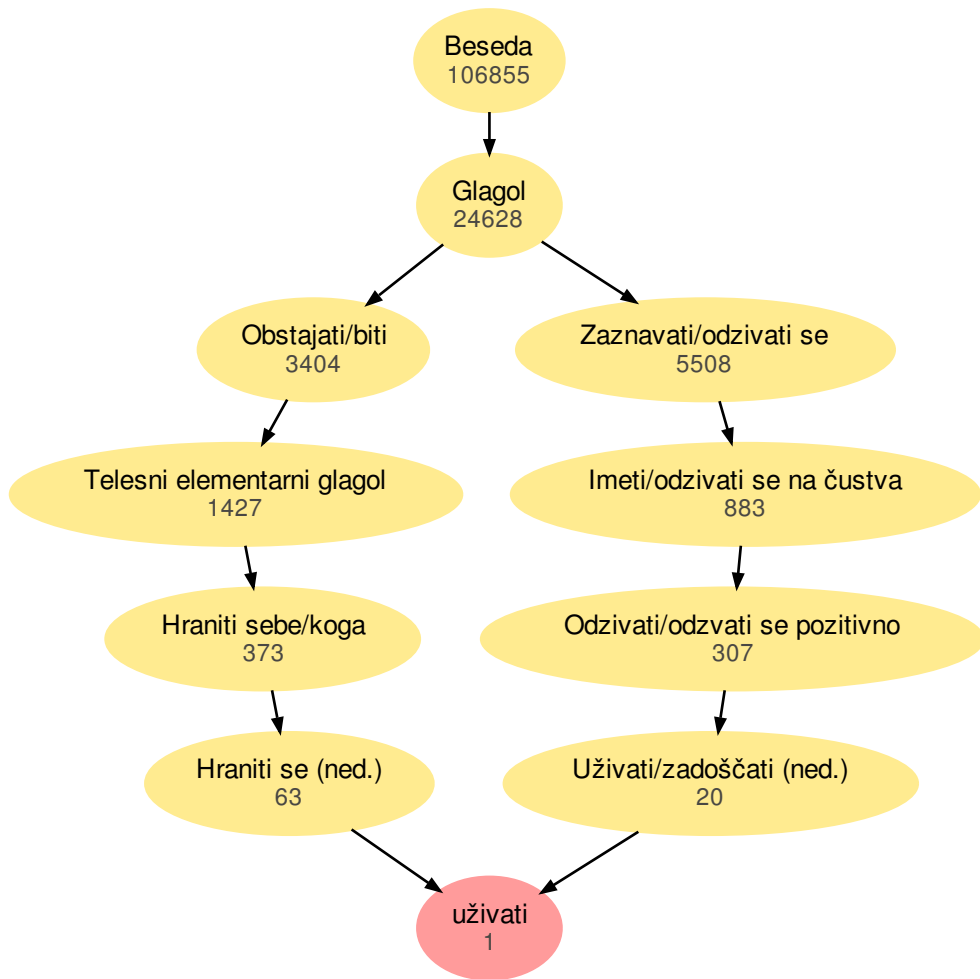 Beseda
106855
Glagol
24628
Obstajati/biti
3404
Zaznavati/odzivati se
5508
Telesni elementarni glagol
1427
Imeti/odzivati se na čustva
883
Hraniti sebe/koga
373
Odzivati/odzvati se pozitivno
307
Hraniti se (ned.)
63
Uživati/zadoščati (ned.)
20
uživati
1